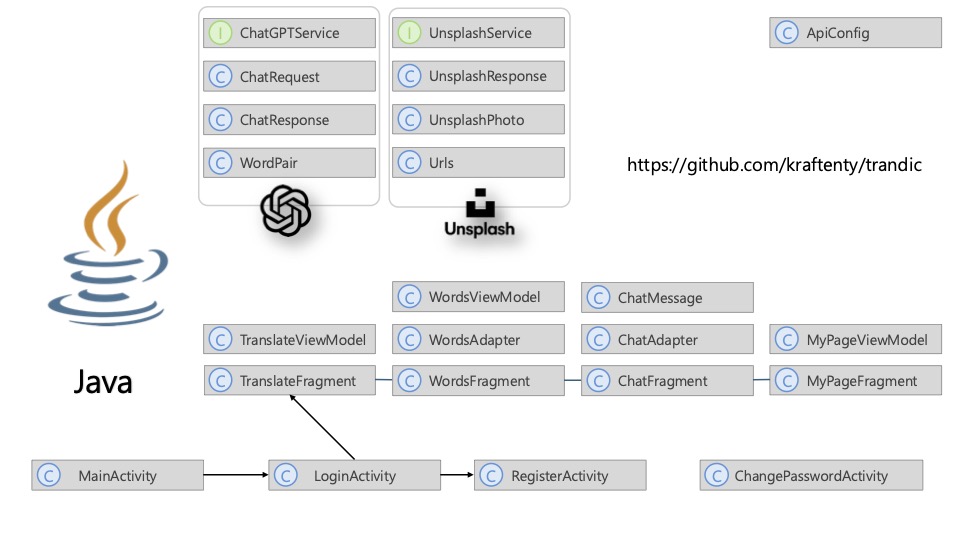 I ChatGPTService
C ChatRequest
C ChatResponse
C WordPair
I UnsplashService
C UnsplashResponse
C UnsplashPhoto
C Urls
Unsplash
C ApiConfig
https://github.com/kraftenty/trandic
Java
C WordsViewModel
C ChatMessage
C TranslateViewModel
C WordsAdapter
C ChatAdapter
C MyPageViewModel
C TranslateFragment
C WordsFragment
C ChatFragment
C MyPageFragment
C MainActivity
C LoginActivity
C RegisterActivity
C ChangePasswordActivity